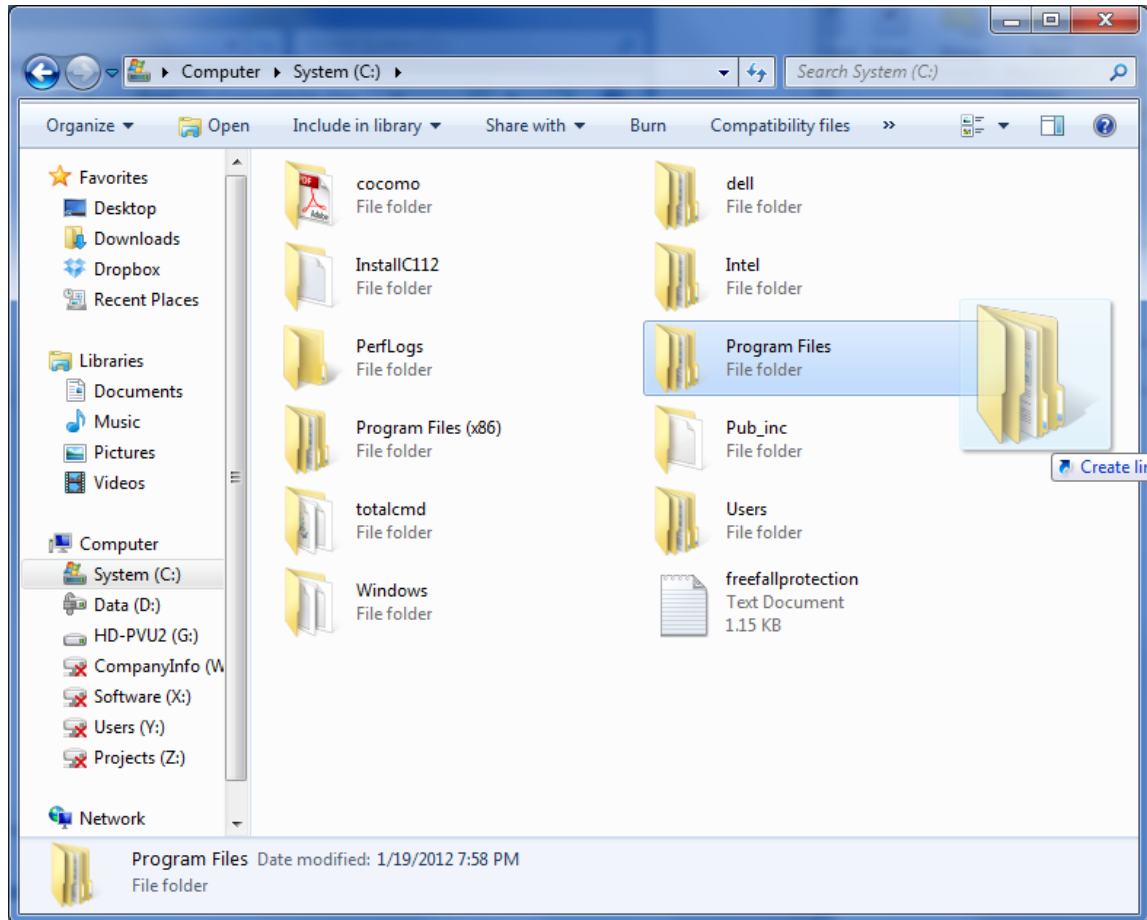 Computer System (C:)
Search System (C:)
Organize Open Include in library Share with Burn Compatibility files »
Favorites
Desktop
Downloads
Dropbox
Recent Places
Libraries
Documents
Music
Pictures
Videos
Computer
System (C:)
Data (D:)
HD-PVU2 (G:)
CompanyInfo (W
Software (X:)
Users (Y:)
Projects (Z:)
Network
cocomo
File folder
dell
File folder
InstallC112
File folder
Intel
File folder
PerfLogs
File folder
Program Files
File folder
Program Files (x86)
File folder
Pub_inc
File folder
totalcmd
File folder
Users
File folder
Windows
File folder
freefallprotection
Text Document
1.15 KB
PDF
Adobe
Create lin
Program Files Date modified: 1/19/2012 7:58 PM
File folder